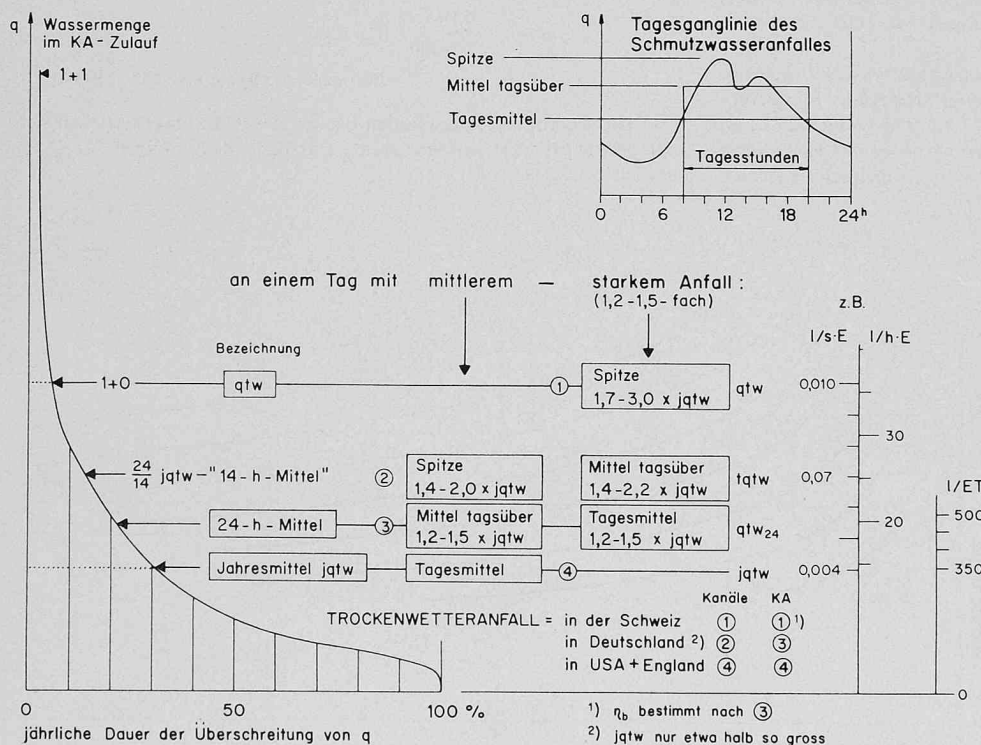 q
Wassermenge
im KA-Zulauf
1+1
q
Tagesganglinie des
Schmutzwasseranfalles
Spitze
Mittel tagsüber
Tagesmittel
Tagesstunden
0 6 12 18 24h
an einem Tag mit mittlerem – starkem Anfall:
(1,2-1,5-fach)
z.B.
l/s·E l/h·E
Bezeichnung
1+0 qtw ① Spitze
1,7-3,0 x jqtw
qtw 0,010
30
24/14 jqtw-"14-h-Mittel" ② Spitze
1,4-2,0 x jqtw
Mittel tagsüber
1,4-2,2 x jqtw
tqtw 0,07
l/ET
24-h-Mittel ③ Mittel tagsüber
1,2-1,5 x jqtw
Tagesmittel
1,2-1,5 x jqtw
qtw24 20 500
Jahresmittel jqtw Tagesmittel ④ jqtw 0,004 350
Kanäle KA
TROCKENWETTERANFALL = in der Schweiz ① ①1)
in Deutschland 2) ② ③
in USA + England ④ ④
0
0 50 100 %
jährliche Dauer der Überschreitung von q
1) ηb bestimmt nach ③
2) jqtw nur etwa halb so gross